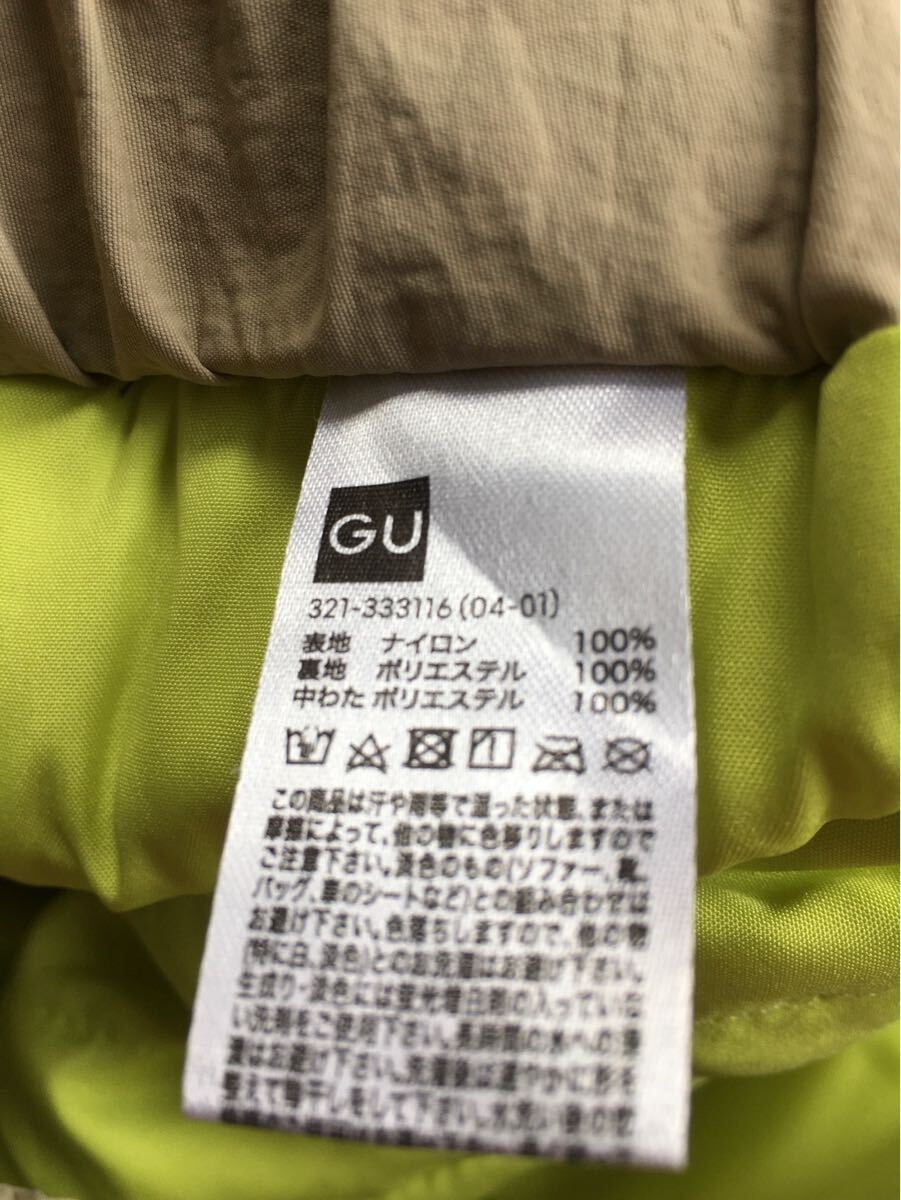 GU
321-333116 (04-01)
表地 ナイロン 100%
裏地 ポリエステル 100%
中わた ポリエステル 100%
この商品は汗や雨等で湿った状態、または
摩擦によって、他の物に色移りしますので
ご注意下さい。淡色のもの(ソファー、靴、
バッグ、車のシートなど)との組み合わせは
お避け下さい。色落ちしますので、他の物
(特に白、淡色)とのお洗濯はお避け下さい。
生成り・淡色には蛍光増白剤の入っていな
い洗剤をご使用下さい。長時間の水への浸
漬はお避け下さい。洗濯後は速やかに形を
整えて陰干しをして下さい。水洗い後の